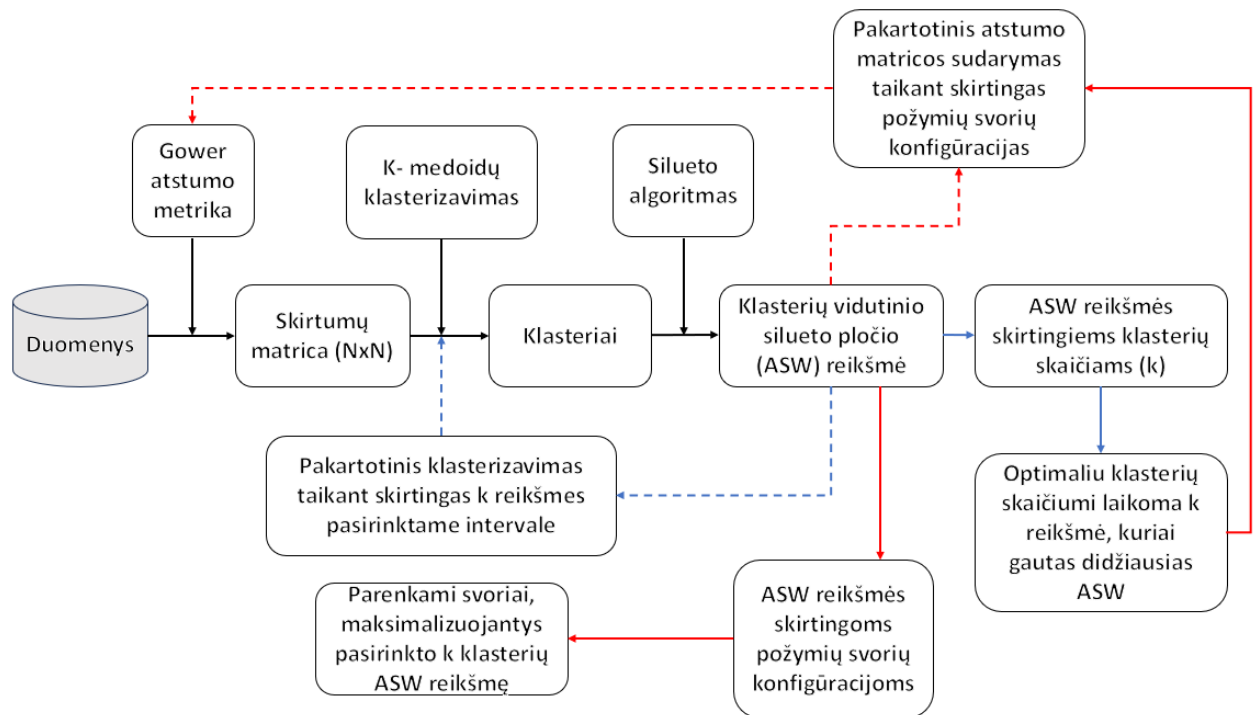 Pakartotinis atstumo
matricos sudarymas
taikant skirtingas
požymių svorių
konfigūracijas
Gower
atstumo
metrika
K- medoidų
klasterizavimas
Silueto
algoritmas
Duomenys
Skirtumų
matrica (NxN)
Klasteriai
Klasterių vidutinio
silueto pločio
(ASW) reikšmė
ASW reikšmės
skirtingiems klasterių
skaičiams (k)
Pakartotinis klasterizavimas
taikant skirtingas k reikšmes
pasirinktame intervale
Optimaliu klasterių
skaičiumi laikoma k
reikšmė, kuriai
gautas didžiausias
ASW
Parenkami svoriai,
maksimalizuojantys
pasirinkto k klasterių
ASW reikšmę
ASW reikšmės
skirtingoms
požymių svorių
konfigūracijoms